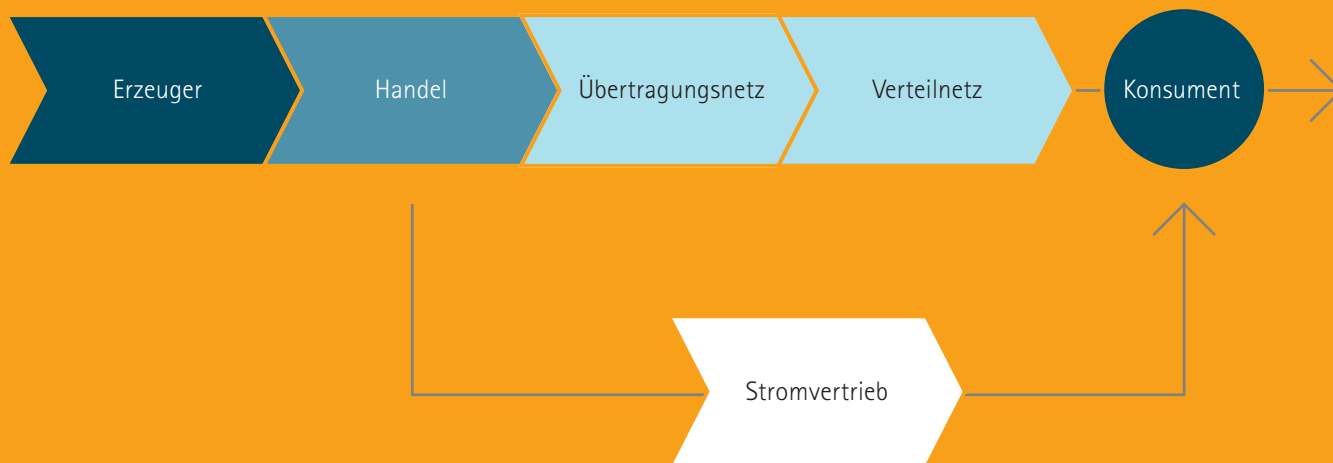 Erzeuger
Handel
Übertragungsnetz
Verteilnetz
Konsument
Stromvertrieb